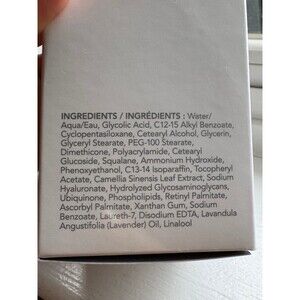 INGREDIENTS / INGRÉDIENTS : Water/
Aqua/Eau, Glycolic Acid, C12-15 Alkyl Benzoate,
Cyclopentasiloxane, Cetearyl Alcohol, Glycerin,
Glyceryl Stearate, PEG-100 Stearate,
Dimethicone, Polyacrylamide, Cetearyl
Glucoside, Squalane, Ammonium Hydroxide,
Phenoxyethanol, C13-14 Isoparaffin, Tocopheryl
Acetate, Camellia Sinensis Leaf Extract, Sodium
Hyaluronate, Hydrolyzed Glycosaminoglycans,
Ubiquinone, Phospholipids, Retinyl Palmitate,
Ascorbyl Palmitate, Xanthan Gum, Sodium
Benzoate, Laureth-7, Disodium EDTA, Lavandula
Angustifolia (Lavender) Oil, Linalool